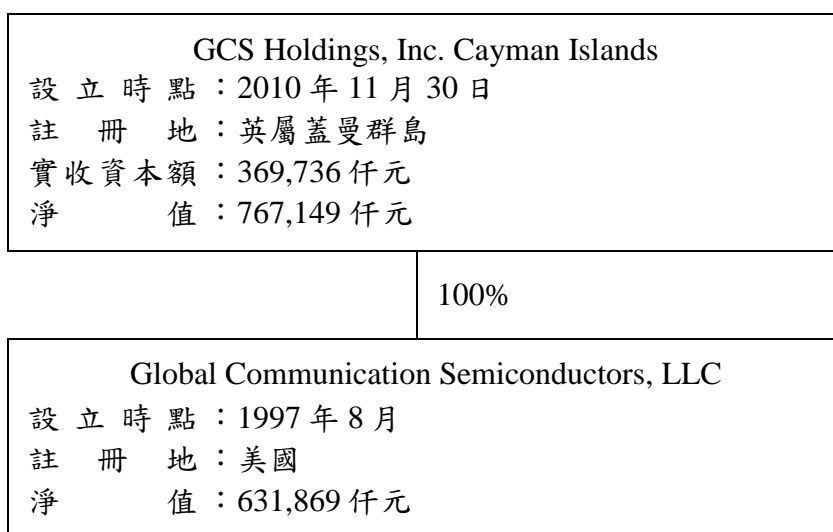 GCS Holdings, Inc. Cayman Islands
設立時點：2010 年 11 月 30 日
註冊地：英屬蓋曼群島
實收資本額：369,736 仟元
淨值：767,149 仟元
100%
Global Communication Semiconductors, LLC
設立時點：1997 年 8 月
註冊地：美國
淨值：631,869 仟元